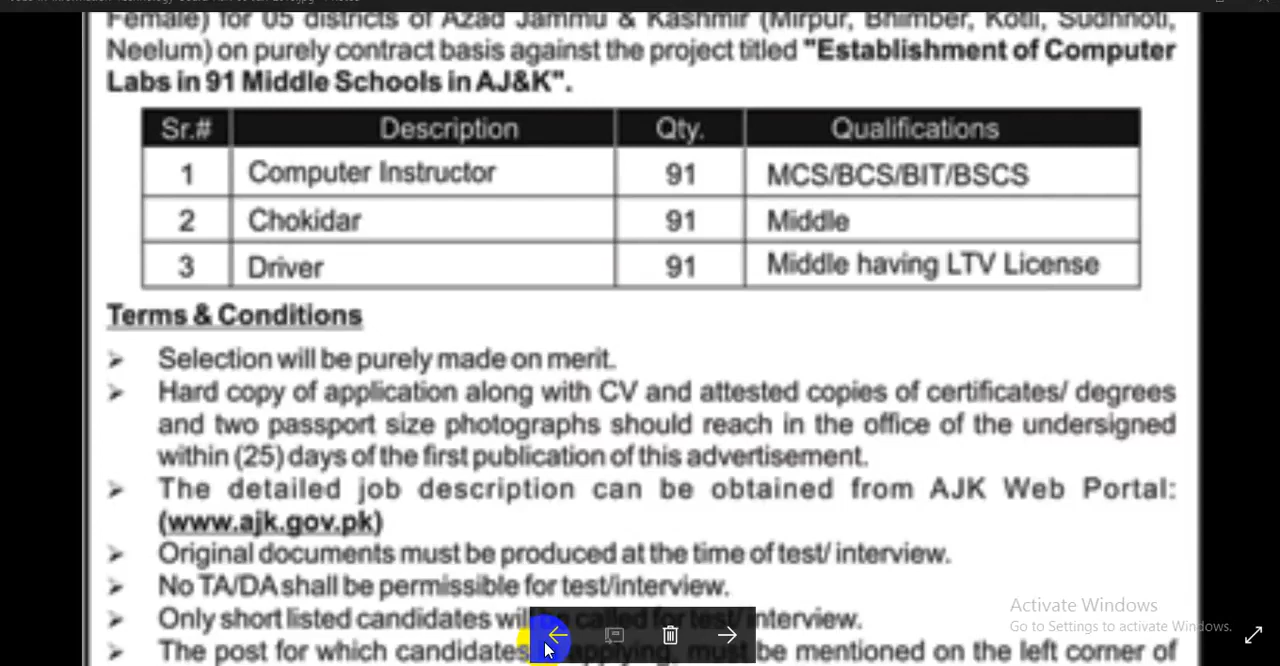 Female) for 05 districts of Azad Jammu & Kashmir (Mirpur, Bhimber, Kotli, Sudhnoti,
Neelum) on purely contract basis against the project titled "Establishment of Computer
Labs in 91 Middle Schools in AJ&K".
Sr.# Description Qty. Qualifications
1 Computer Instructor 91 MCS/BCS/BIT/BSCS
2 Chokidar 91 Middle
3 Driver 91 Middle having LTV License
Terms & Conditions
➢ Selection will be purely made on merit.
➢ Hard copy of application along with CV and attested copies of certificates/ degrees
and two passport size photographs should reach in the office of the undersigned
within (25) days of the first publication of this advertisement.
➢ The detailed job description can be obtained from AJK Web Portal:
(www.ajk.gov.pk)
➢ Original documents must be produced at the time of test/ interview.
➢ No TA/DA shall be permissible for test/interview.
➢ Only short listed candidates will be called for test/ interview.
➢ The post for which candidates applying, must be mentioned on the left corner of
Activate Windows
Go to Settings to activate Windows.